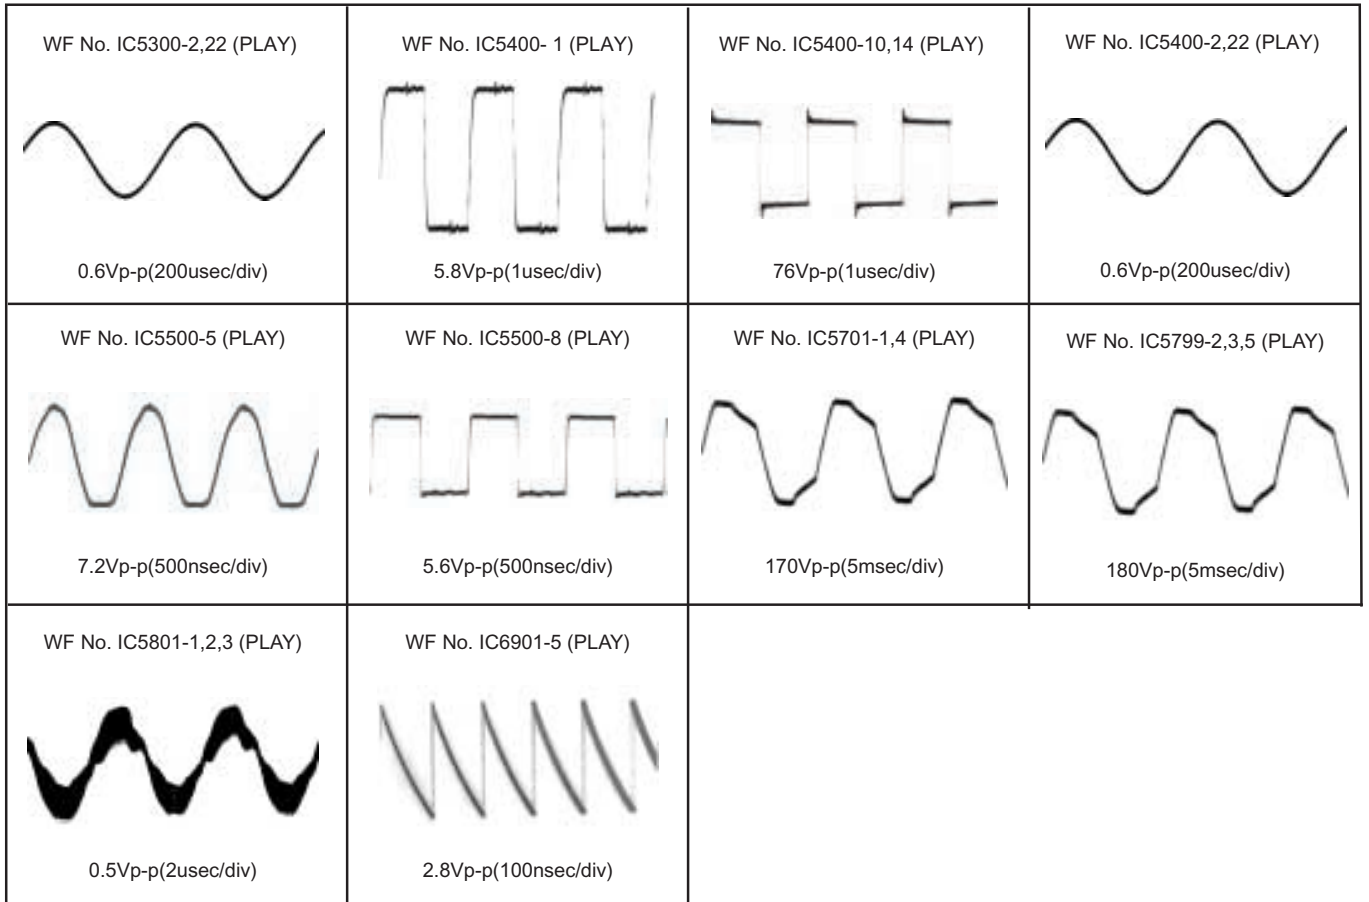 WF No. IC5300-2,22 (PLAY)
0.6Vp-p(200usec/div)
WF No. IC5400- 1 (PLAY)
5.8Vp-p(1usec/div)
WF No. IC5400-10,14 (PLAY)
76Vp-p(1usec/div)
WF No. IC5400-2,22 (PLAY)
0.6Vp-p(200usec/div)
WF No. IC5500-5 (PLAY)
7.2Vp-p(500nsec/div)
WF No. IC5500-8 (PLAY)
5.6Vp-p(500nsec/div)
WF No. IC5701-1,4 (PLAY)
170Vp-p(5msec/div)
WF No. IC5799-2,3,5 (PLAY)
180Vp-p(5msec/div)
WF No. IC5801-1,2,3 (PLAY)
0.5Vp-p(2usec/div)
WF No. IC6901-5 (PLAY)
2.8Vp-p(100nsec/div)